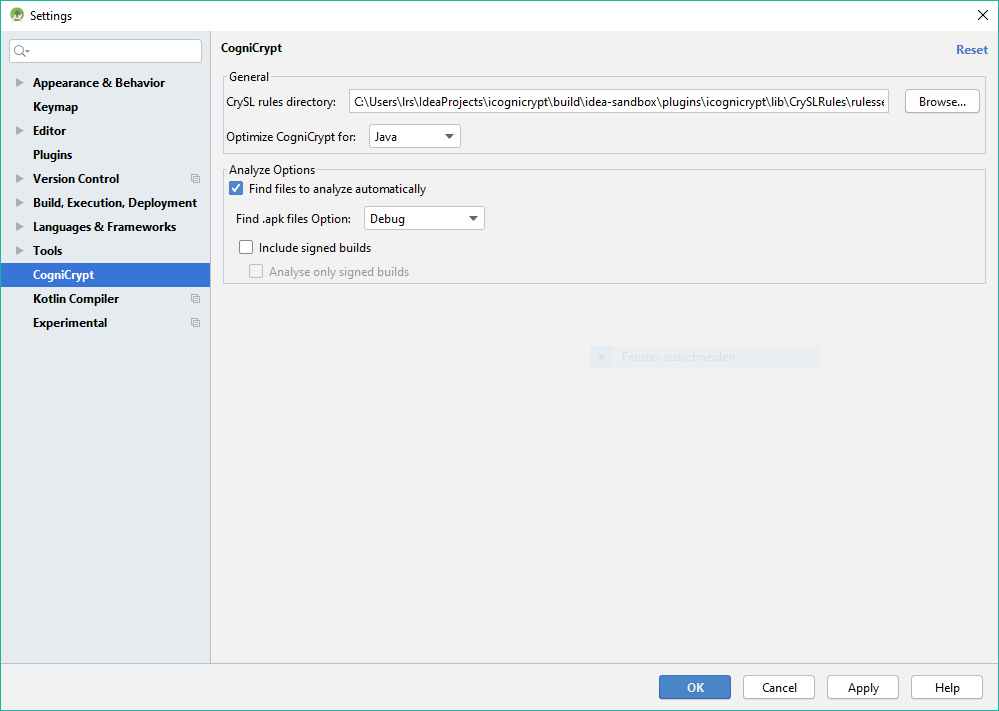 Settings
CogniCrypt
Reset
Appearance & Behavior
Keymap
Editor
Plugins
Version Control
Build, Execution, Deployment
Languages & Frameworks
Tools
CogniCrypt
Kotlin Compiler
Experimental
General
CrySL rules directory: C:\Users\lrs\IdeaProjects\icognicrypt\build\idea-sandbox\plugins\icognicrypt\lib\CrySLRules\rulesse Browse...
Optimize CogniCrypt for: Java
Analyze Options
Find files to analyze automatically
Find .apk files Option: Debug
Include signed builds
Analyse only signed builds
Fenster ausschneiden
OK Cancel Apply Help